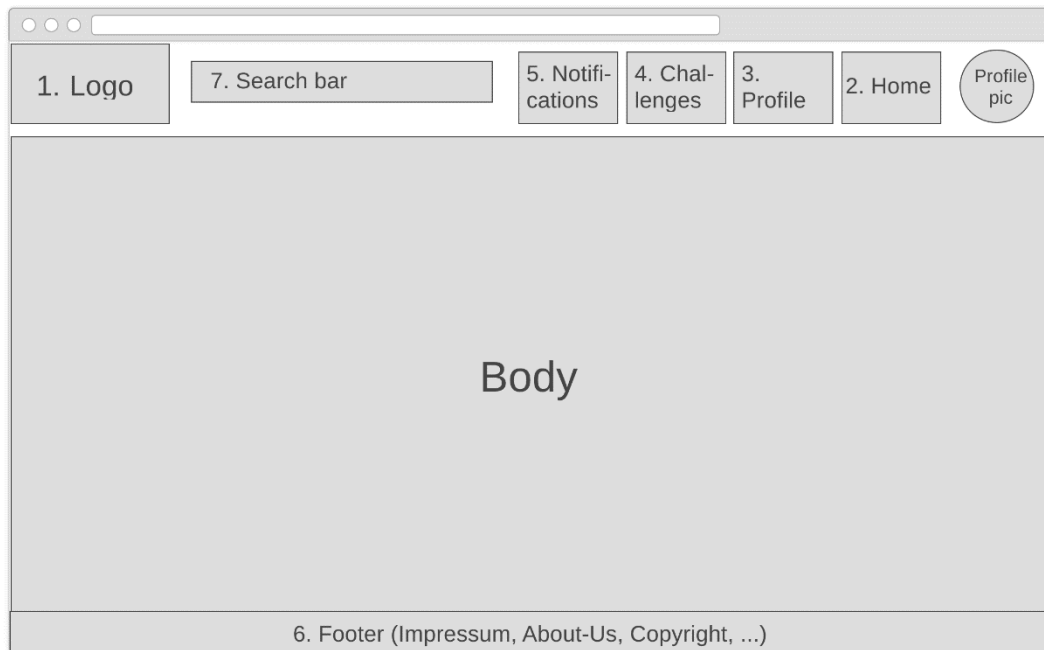 1. Logo
7. Search bar
5. Notifi-
cations
4. Chal-
lenges
3.
Profile
2. Home
Profile
pic
Body
6. Footer (Impressum, About-Us, Copyright, ...)